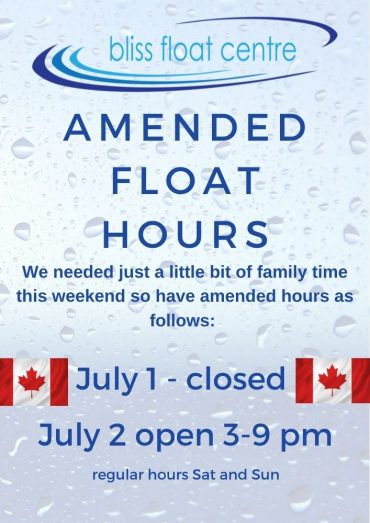 bliss float centre
AMENDED
FLOAT
HOURS
We needed just a little bit of family time
this weekend so have amended hours as
follows:
July 1 - closed
July 2 open 3-9 pm
regular hours Sat and Sun